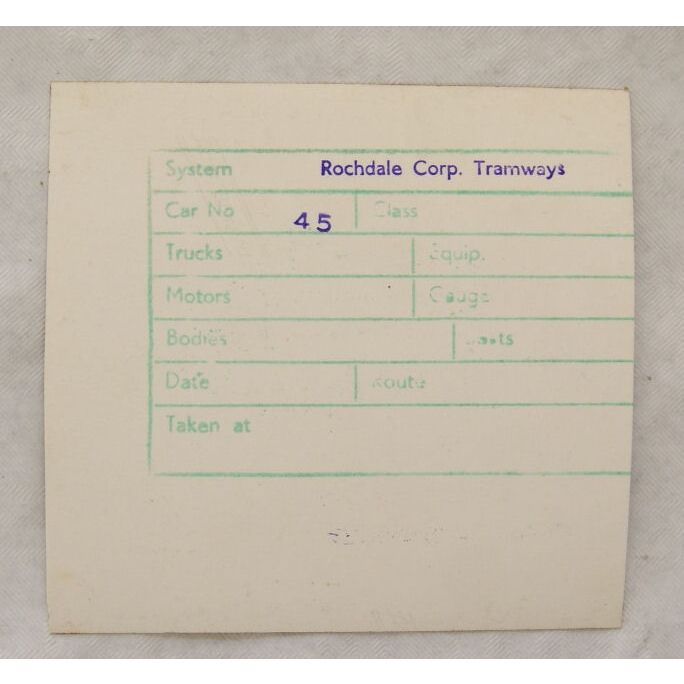 System Rochdale Corp. Tramways
Car No 45 Class
Trucks Equip.
Motors Gauge
Bodies
Date Route
Taken at